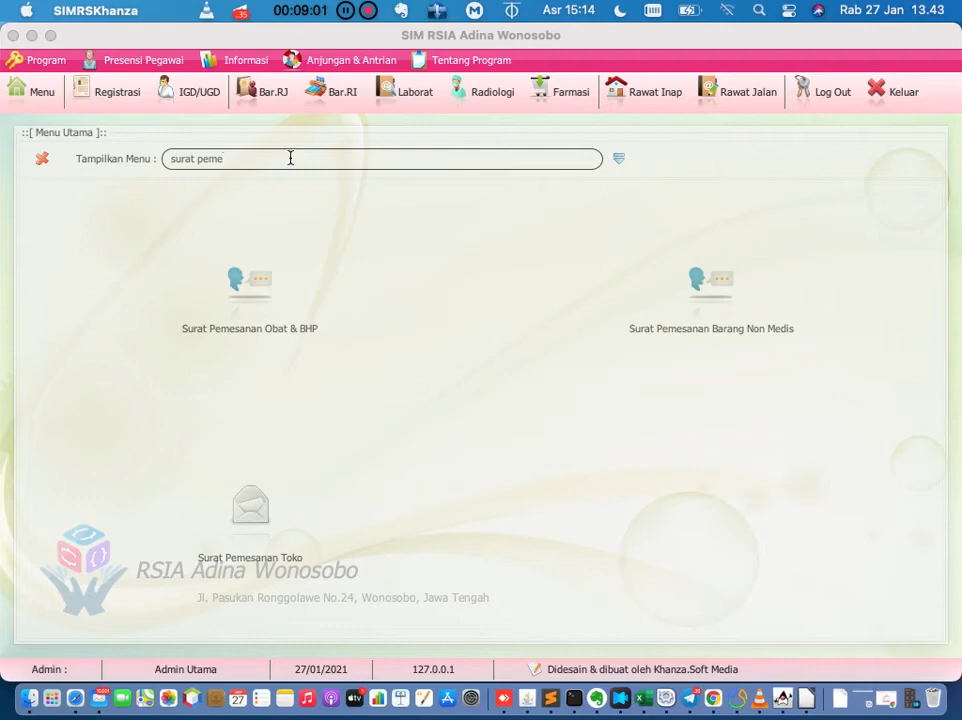 SIMRSKhanza 35 00:09:01 Asr 15:14 Rab 27 Jan 13.43
SIM RSIA Adina Wonosobo
Program Presensi Pegawai Informasi Anjungan & Antrian Tentang Program
Menu Registrasi IGD/UGD Bar.RJ Bar.RI Laborat Radiologi Farmasi Rawat Inap Rawat Jalan Log Out Keluar
::[ Menu Utama ]::
Tampilkan Menu : surat peme
Surat Pemesanan Obat & BHP
Surat Pemesanan Barang Non Medis
Surat Pemesanan Toko
RSIA Adina Wonosobo
Jl. Pasukan Ronggolawe No.24, Wonosobo, Jawa Tengah
Admin : Admin Utama 27/01/2021 127.0.0.1 Didesain & dibuat oleh Khanza.Soft Media